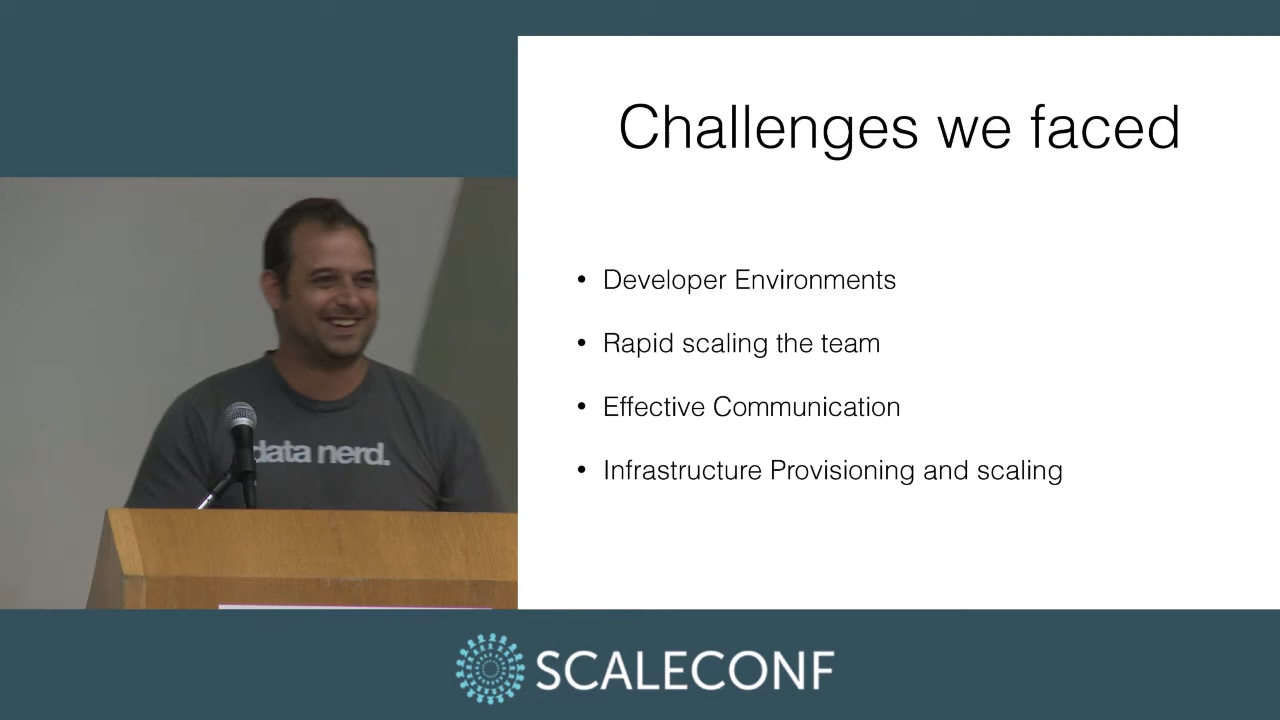 Challenges we faced
• Developer Environments
• Rapid scaling the team
• Effective Communication
• Infrastructure Provisioning and scaling
data nerd.
SCALECONF